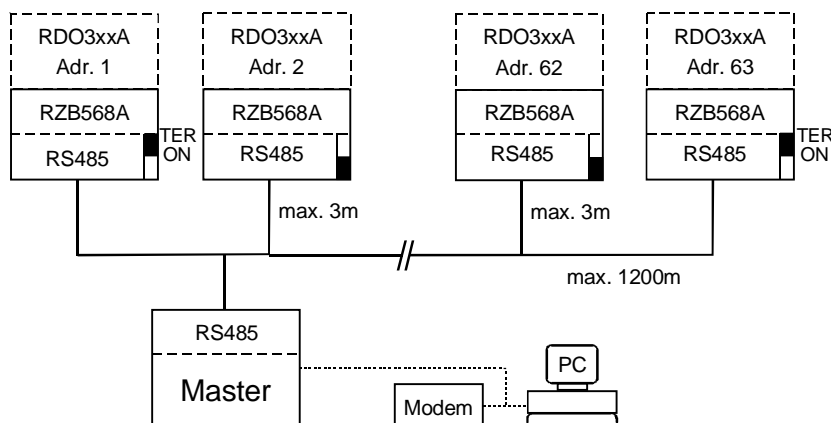 RDO3xxA
Adr. 1
RDO3xxA
Adr. 2
RDO3xxA
Adr. 62
RDO3xxA
Adr. 63
RZB568A
RZB568A
RZB568A
RZB568A
RS485
TER
ON
RS485
RS485
RS485
TER
ON
max. 3m
max. 3m
max. 1200m
RS485
Master
PC
Modem